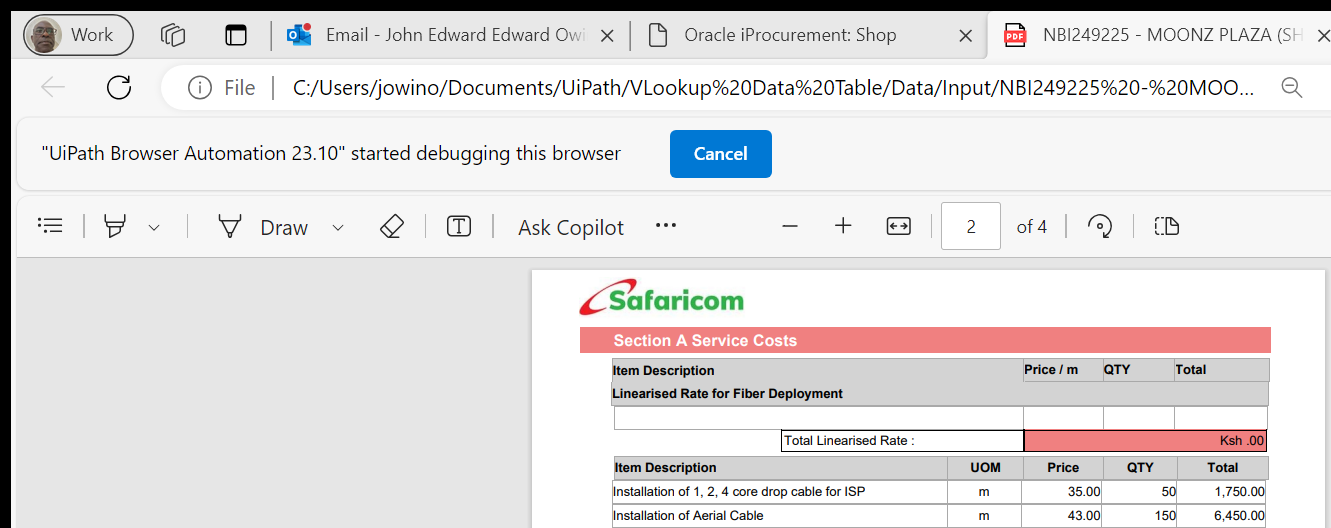 Work
Email - John Edward Edward Owi
Oracle iProcurement: Shop
PDF
NBI249225 - MOONZ PLAZA (SH
File
C:/Users/jowino/Documents/UiPath/VLookup%20Data%20Table/Data/Input/NBI249225%20-%20MOO...
"UiPath Browser Automation 23.10" started debugging this browser
Cancel
Draw
Ask Copilot
2 of 4
Safaricom
Section A Service Costs
Item Description Price / m QTY Total
Linearised Rate for Fiber Deployment
Total Linearised Rate : Ksh .00
Item Description UOM Price QTY Total
Installation of 1, 2, 4 core drop cable for ISP m 35.00 50 1,750.00
Installation of Aerial Cable m 43.00 150 6,450.00